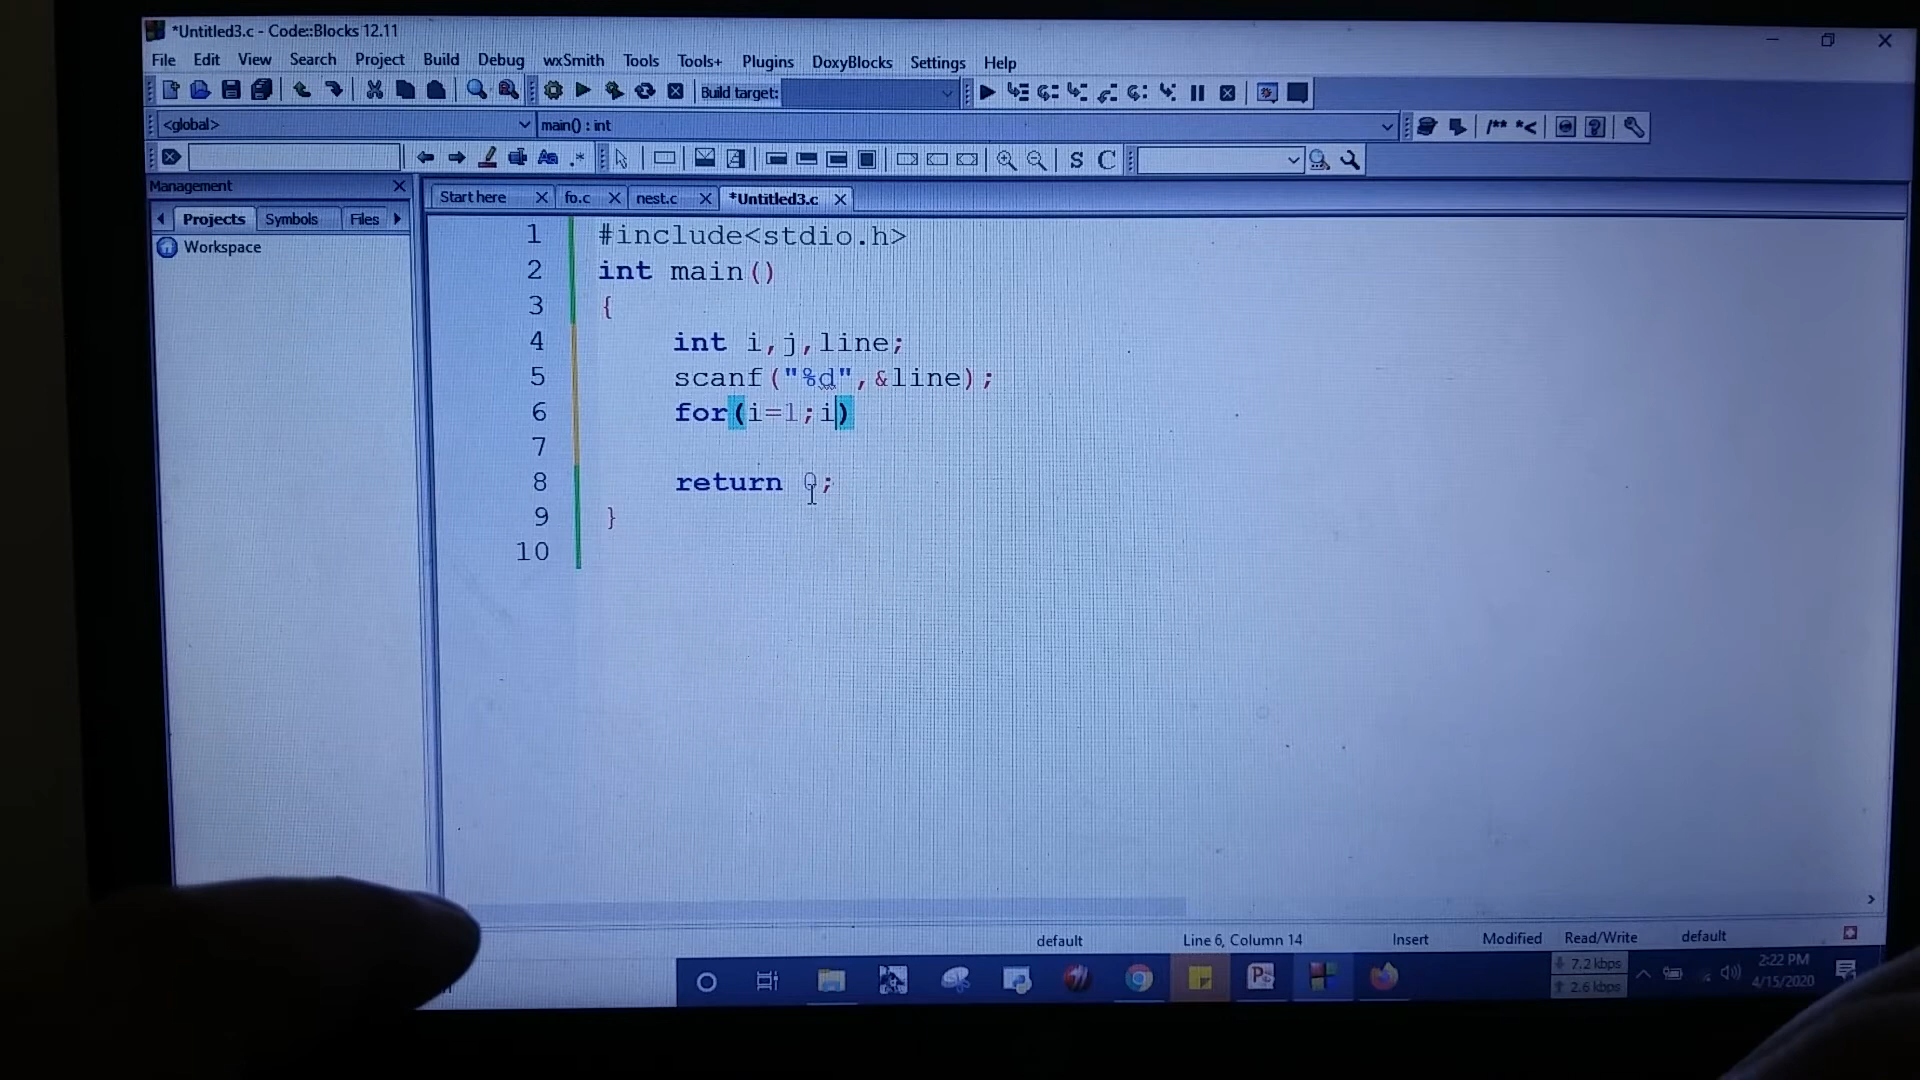 *Untitled3.c - Code::Blocks 12.11
File Edit View Search Project Build Debug wxSmith Tools Tools+ Plugins DoxyBlocks Settings Help
Build target:
<global> main() : int
/** *<
S C
Management
Projects Symbols Files
Workspace
Start here fo.c nest.c *Untitled3.c
1 #include<stdio.h>
2 int main()
3 {
4 int i,j,line;
5 scanf("%d",&line);
6 for(i=1;i)
7
8 return 0;
9 }
10
default Line 6, Column 14 Insert Modified Read/Write default
7.2 kbps
2.6 kbps
2:22 PM
4/15/2020